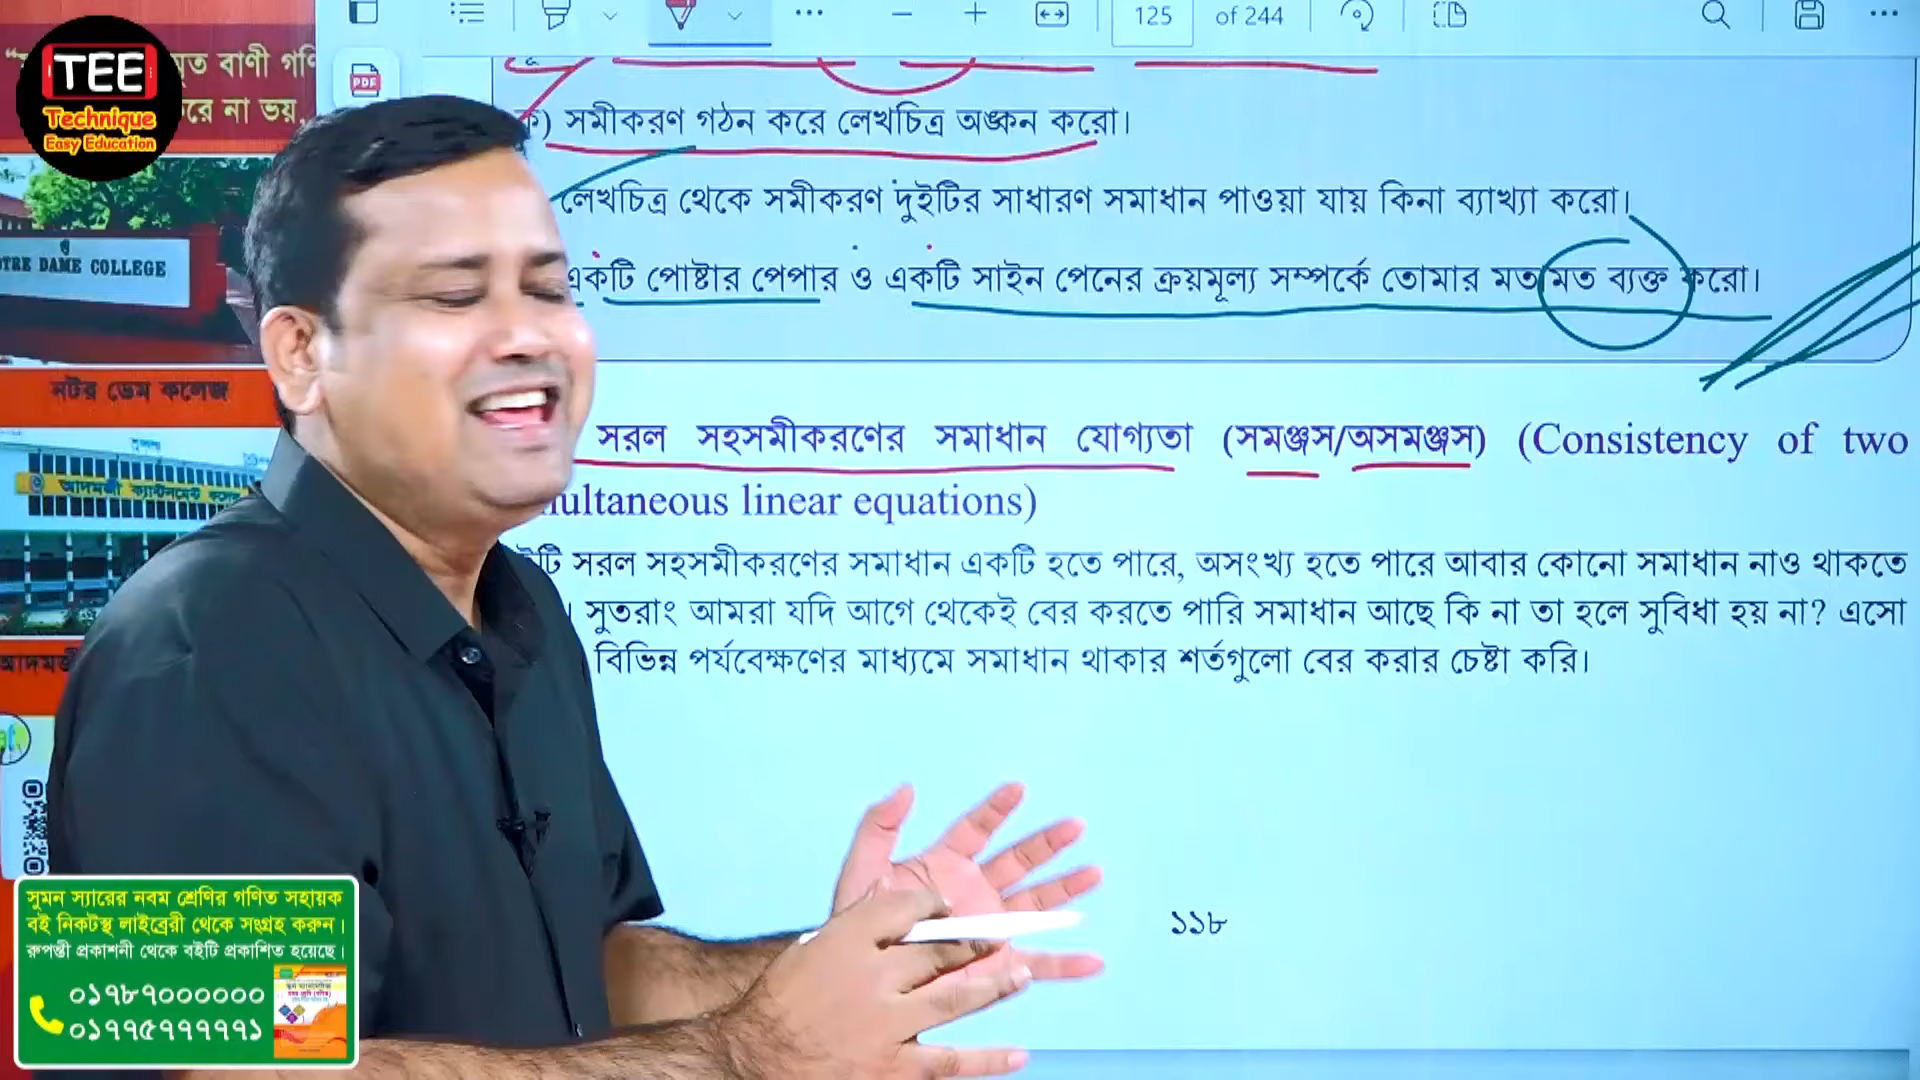 TEE
Technique
Easy Education
বাণী
রে না ভয়,
DAME COLLEGE
নটর ডেম কলেজ
125 of 244
PDF
) সমীকরণ গঠন করে লেখচিত্র অঙ্কন করো।
লেখচিত্র থেকে সমীকরণ দুইটির সাধারণ সমাধান পাওয়া যায় কিনা ব্যাখ্যা করো।
একটি পোষ্টার পেপার ও একটি সাইন পেনের ক্রয়মূল্য সম্পর্কে তোমার মতামত ব্যক্ত করো।
সরল সহসমীকরণের সমাধান যোগ্যতা (সমঞ্জস/অসমঞ্জস) (Consistency of two
ultaneous linear equations)
সরল সহসমীকরণের সমাধান একটি হতে পারে, অসংখ্য হতে পারে আবার কোনো সমাধান নাও থাকতে
। সুতরাং আমরা যদি আগে থেকেই বের করতে পারি সমাধান আছে কি না তা হলে সুবিধা হয় না? এসো
বিভিন্ন পর্যবেক্ষণের মাধ্যমে সমাধান থাকার শর্তগুলো বের করার চেষ্টা করি।
১১৮
সুমন স্যারের নবম শ্রেণির গণিত সহায়ক
বই নিকটস্থ লাইব্রেরী থেকে সংগ্রহ করুন।
রুপন্তী প্রকাশনী থেকে বইটি প্রকাশিত হয়েছে।
০১৭৮৭০০০০০০
০১৭৭৫৭৭৭৭৭১